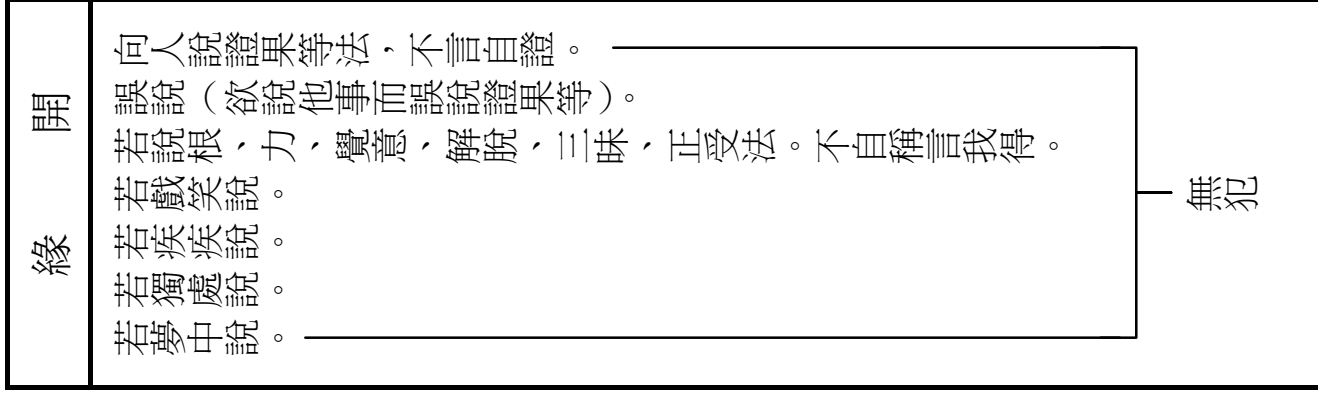 開緣
向人說證果等法，不言自證。
誤說（欲說他事而誤說證果等）。
若說根、力、覺意、解脫、三昧、正受法。不自稱言我得。
若戲笑說。
若疾疾說。
若獨處說。
若夢中說。
無犯